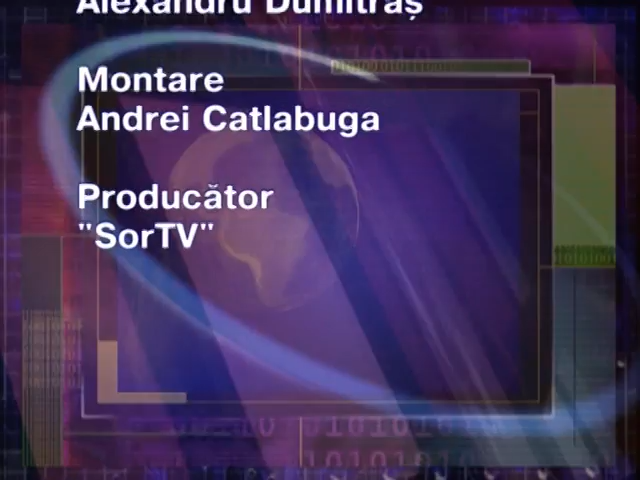 Alexandru Dumitraș
Montare
Andrei Catlabuga
Producător
"SorTV"